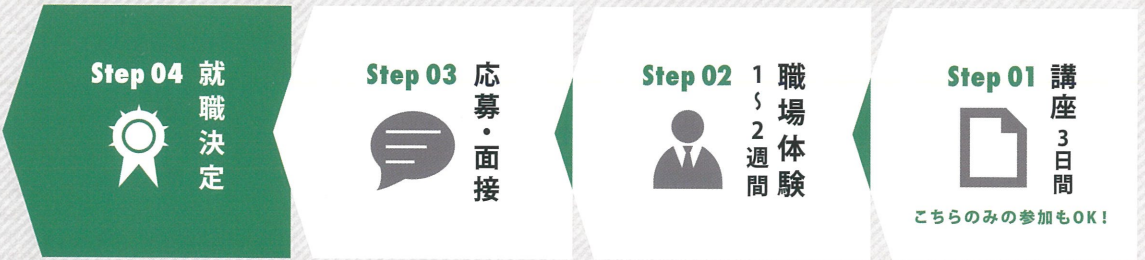 Step 01
講座 3日間
こちらのみの参加もOK!
Step 02
職場体験
1~2週間
Step 03
応募・面接
Step 04
就職決定